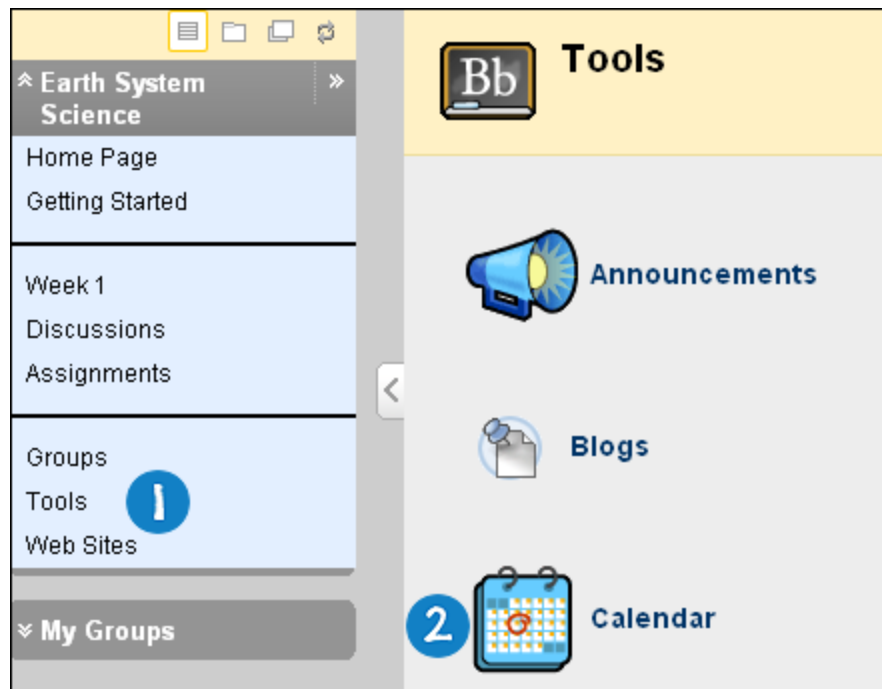 Earth System
Science
Home Page
Getting Started
Week 1
Discussions
Assignments
Groups
Tools
1
Web Sites
My Groups
Bb
Tools
Announcements
Blogs
2
Calendar